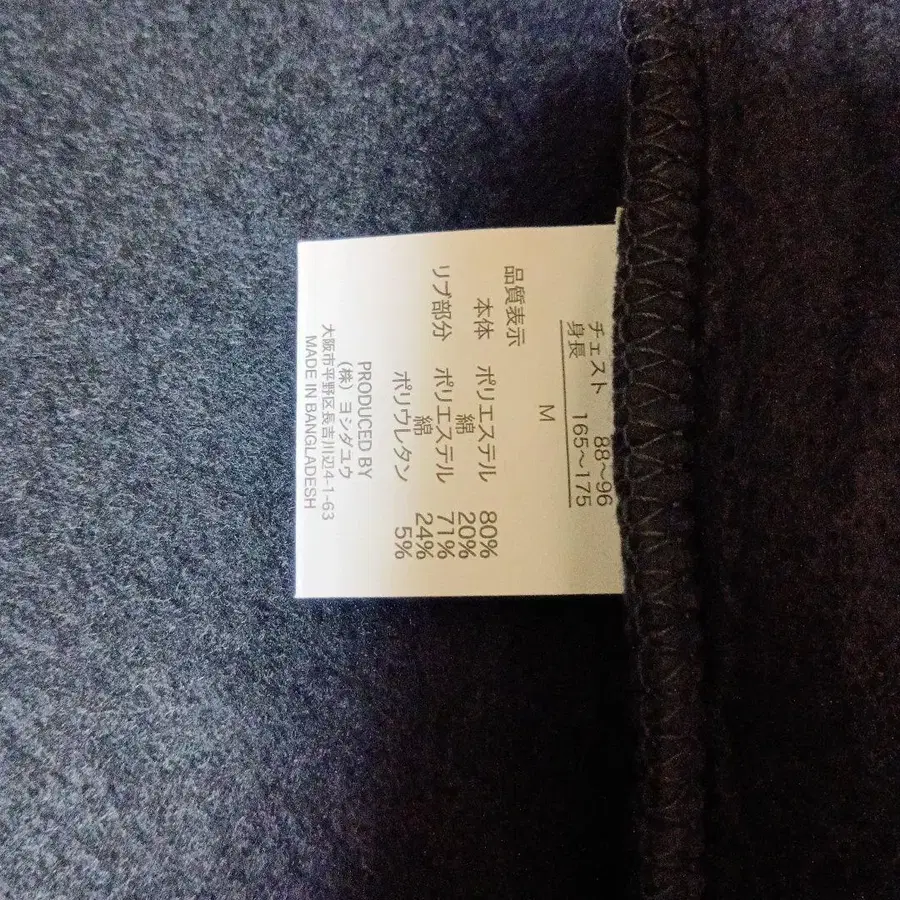 チェスト 88～96
身長 165～175
M
品質表示
本体 ポリエステル 80%
綿 20%
リブ部分 ポリエステル 71%
綿 24%
ポリウレタン 5%
PRODUCED BY
(株) ヨシダユウ
大阪市平野区長吉川辺4-1-63
MADE IN BANGLADESH